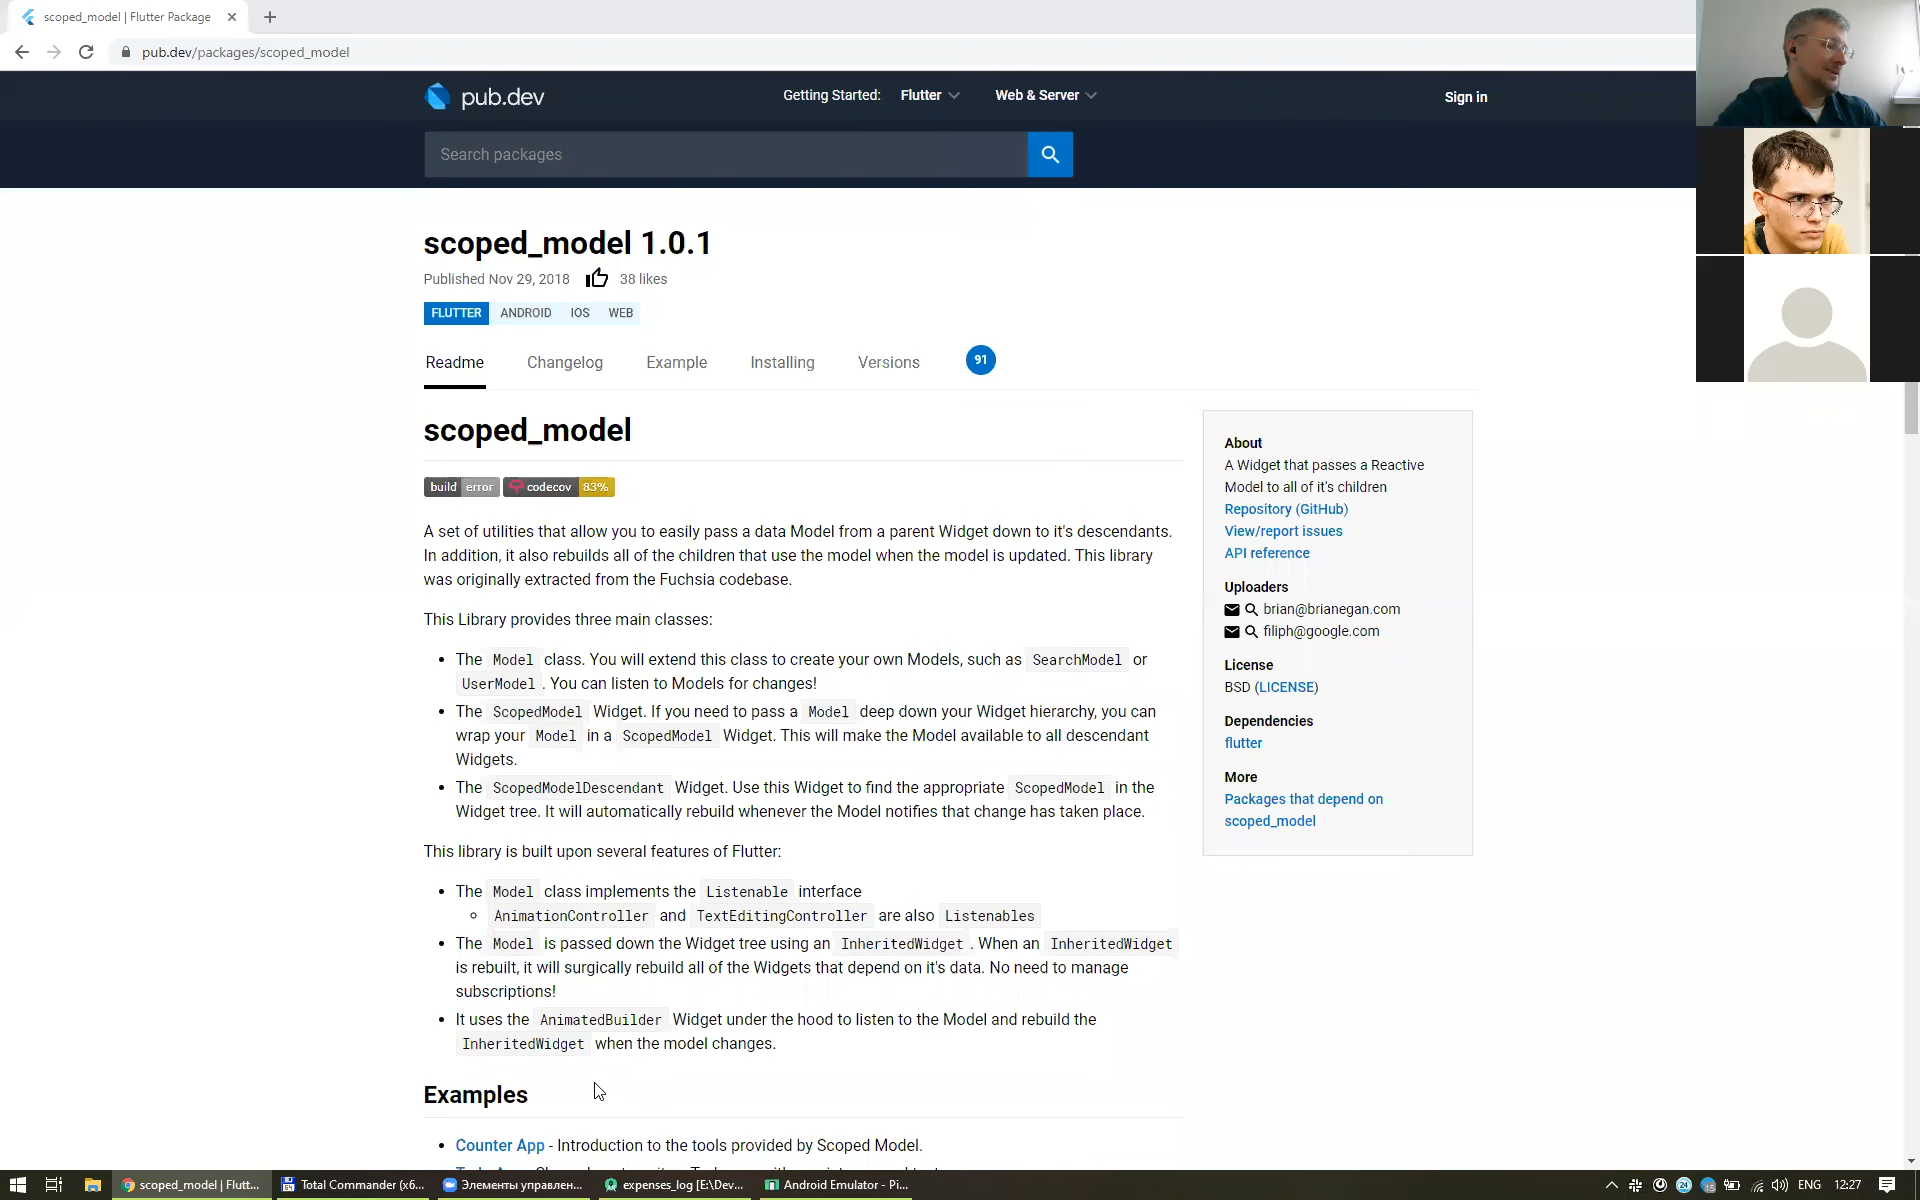 scoped_model | Flutter Package
pub.dev/packages/scoped_model
pub.dev
Getting Started:
Flutter
Web & Server
Sign in
Search packages
scoped_model 1.0.1
Published Nov 29, 2018
38 likes
FLUTTER ANDROID IOS WEB
Readme Changelog Example Installing Versions 91
scoped_model
build error codecov 83%
A set of utilities that allow you to easily pass a data Model from a parent Widget down to it's descendants.
In addition, it also rebuilds all of the children that use the model when the model is updated. This library
was originally extracted from the Fuchsia codebase.
This Library provides three main classes:
• The Model class. You will extend this class to create your own Models, such as SearchModel or
UserModel . You can listen to Models for changes!
• The ScopedModel Widget. If you need to pass a Model deep down your Widget hierarchy, you can
wrap your Model in a ScopedModel Widget. This will make the Model available to all descendant
Widgets.
• The ScopedModelDescendant Widget. Use this Widget to find the appropriate ScopedModel in the
Widget tree. It will automatically rebuild whenever the Model notifies that change has taken place.
This library is built upon several features of Flutter:
• The Model class implements the Listenable interface
AnimationController and TextEditingController are also Listenables
• The Model is passed down the Widget tree using an InheritedWidget . When an InheritedWidget
is rebuilt, it will surgically rebuild all of the Widgets that depend on it's data. No need to manage
subscriptions!
• It uses the AnimatedBuilder Widget under the hood to listen to the Model and rebuild the
InheritedWidget when the model changes.
Examples
• Counter App - Introduction to the tools provided by Scoped Model.
About
A Widget that passes a Reactive
Model to all of it's children
Repository (GitHub)
View/report issues
API reference
Uploaders
brian@brianegan.com
filiph@google.com
License
BSD (LICENSE)
Dependencies
flutter
More
Packages that depend on
scoped_model
scoped_model | Flutt...
Total Commander (x6...
Элементы управлен...
expenses_log [E:\Dev...
Android Emulator - Pi...
24
ENG
12:27